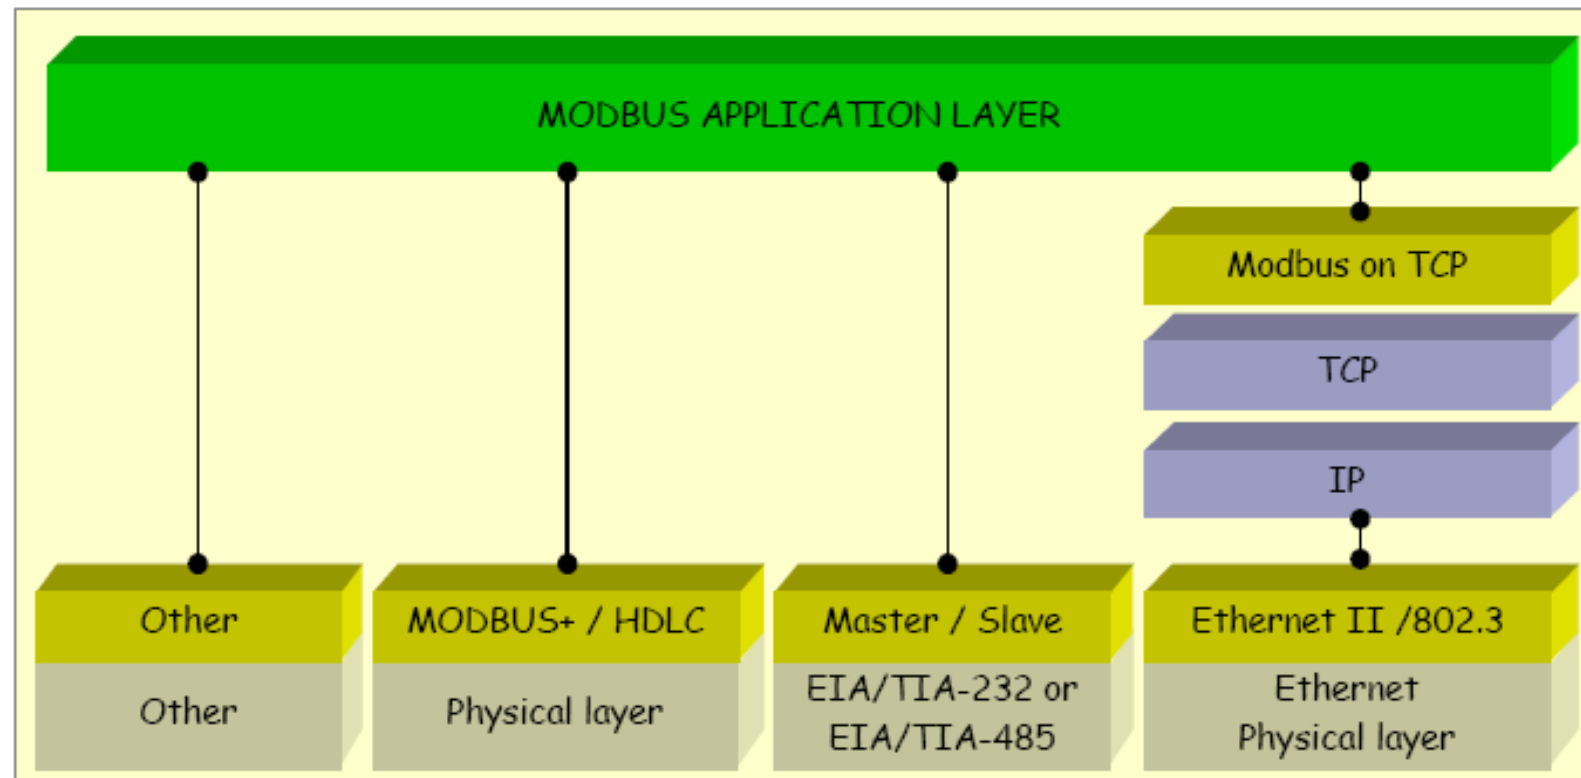 MODBUS APPLICATION LAYER
Modbus on TCP
TCP
IP
Other
MODBUS+ / HDLC
Master / Slave
Ethernet II /802.3
Other
Physical layer
EIA/TIA-232 or
EIA/TIA-485
Ethernet
Physical layer